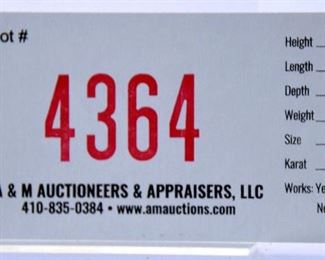 ot #
4364
A & M AUCTIONEERS & APPRAISERS, LLC
410-835-0384 • www.amauctions.com
Height
Length
Depth
Weight
Size
Karat
Works: Ye
No